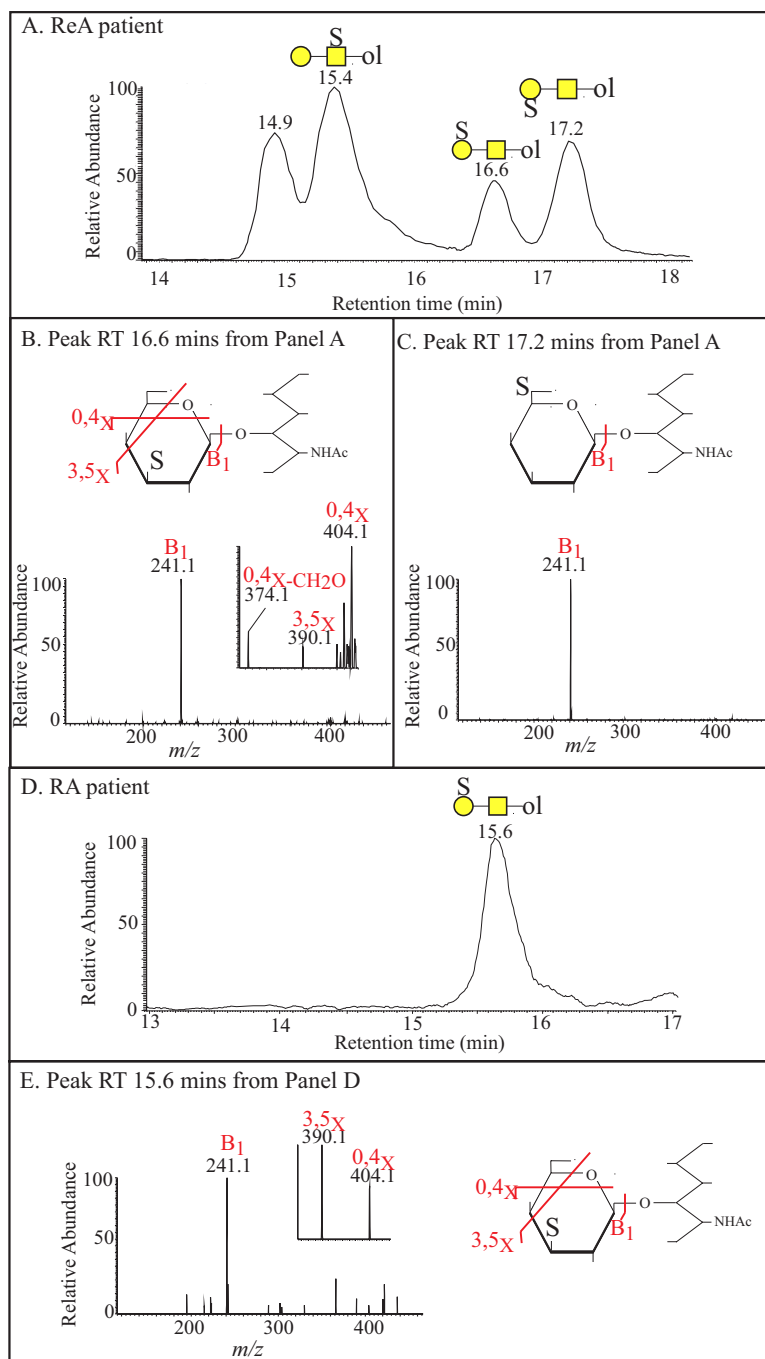 A. ReA patient
S
ol
15.4
S
ol
17.2
S
ol
16.6
14.9
100
50
0
Relative Abundance
14 15 16 17 18
Retention time (min)
B. Peak RT 16.6 mins from Panel A
0,4X
3,5X
S
O
O
B1
NHAc
B1
241.1
0,4X
404.1
0,4X-CH2O
374.1
3,5X
390.1
100
50
0
Relative Abundance
200 300 400
m/z
C. Peak RT 17.2 mins from Panel A
S
O
O
B1
NHAc
B1
241.1
100
50
0
Relative Abundance
200 300 400
m/z
D. RA patient
S
ol
15.6
100
50
0
Relative Abundance
13 14 15 16 17
Retention time (min)
E. Peak RT 15.6 mins from Panel D
B1
241.1
3,5X
390.1
0,4X
404.1
100
50
0
Relative Abundance
200 400
m/z
0,4X
3,5X
S
O
O
B1
NHAc